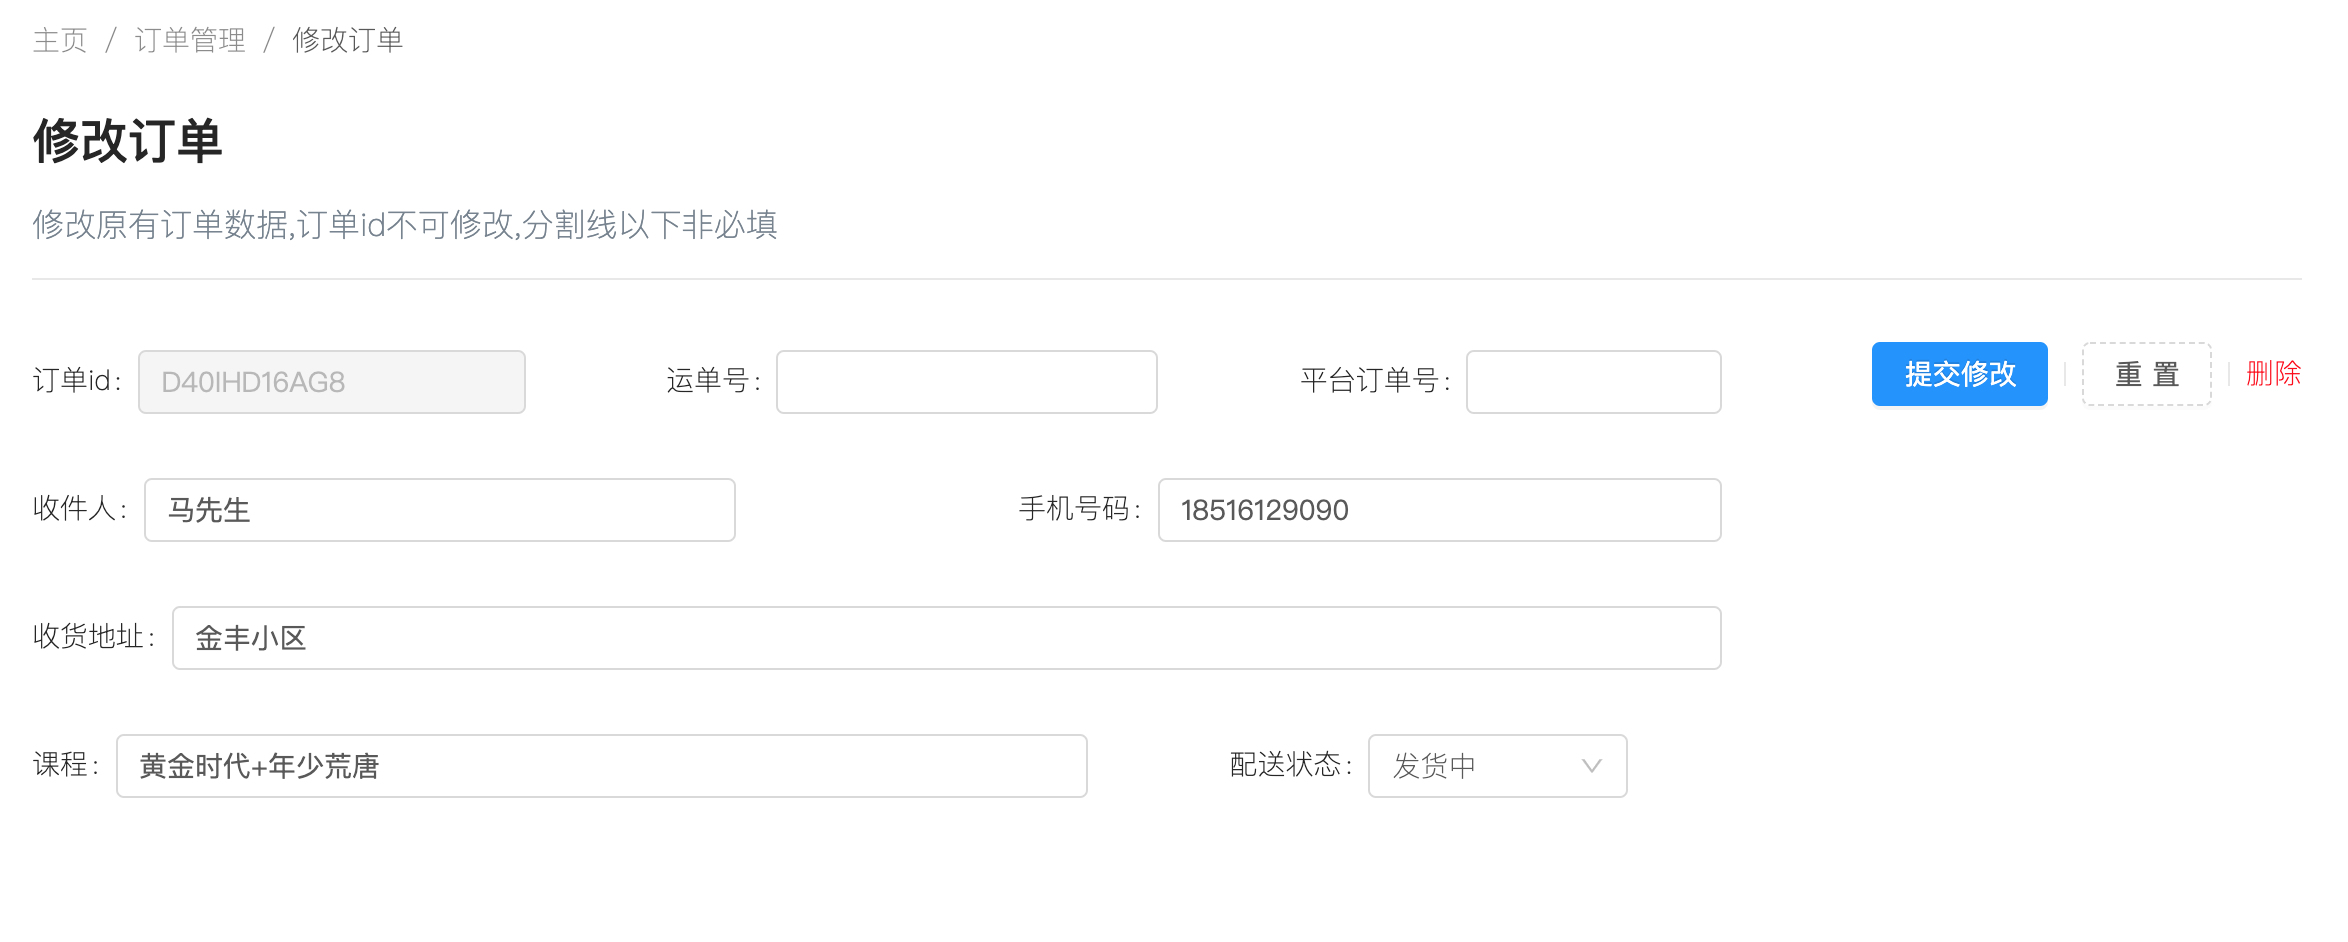 主页 / 订单管理 / 修改订单
修改订单
修改原有订单数据,订单id不可修改,分割线以下非必填
订单id: D40IHD16AG8 运单号: 平台订单号: 提交修改 重 置 删除
收件人: 马先生 手机号码: 18516129090
收货地址: 金丰小区
课程: 黄金时代+年少荒唐 配送状态: 发货中